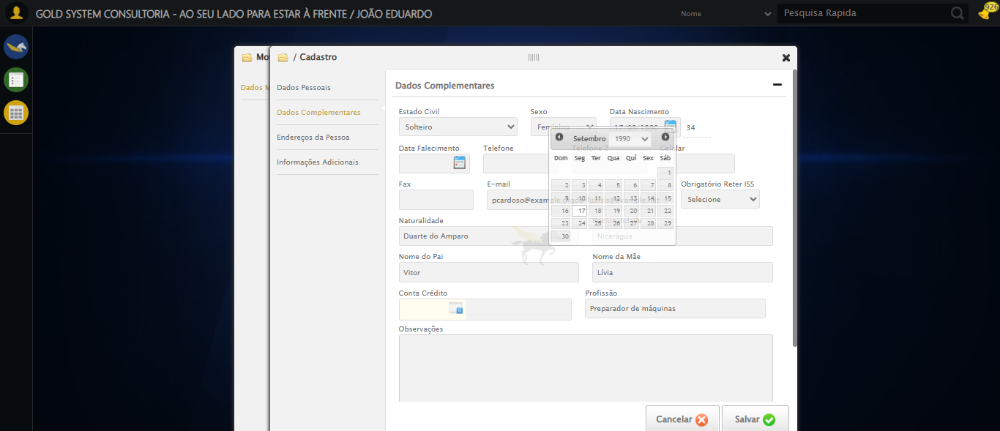 GOLD SYSTEM CONSULTORIA - AO SEU LADO PARA ESTAR À FRENTE / JOÃO EDUARDO
Nome
Pesquisa Rapida
926
Mo
/ Cadastro
Dados M
Dados Pessoais
Dados Complementares
Endereços da Pessoa
Informações Adicionais
Dados Complementares
Estado Civil
Sexo
Data Nascimento
Solteiro
Feminino
17/09/1990
34
Setembro
1990
Data Falecimento
Telefone
Telefone 2
Celular
Dom Seg Ter Qua Qui Sex Sáb
1
2 3 4 5 6 7 8
9 10 11 12 13 14 15
16 17 18 19 20 21 22
23 24 25 26 27 28 29
30
Fax
E-mail
Obrigatório Reter ISS
pcardoso@example.org
Selecione
Naturalidade
Nacionalidade
Duarte do Amparo
Nicarágua
Nome do Pai
Nome da Mãe
Vitor
Lívia
Conta Crédito
Profissão
Preparador de máquinas
Observações
Cancelar
Salvar